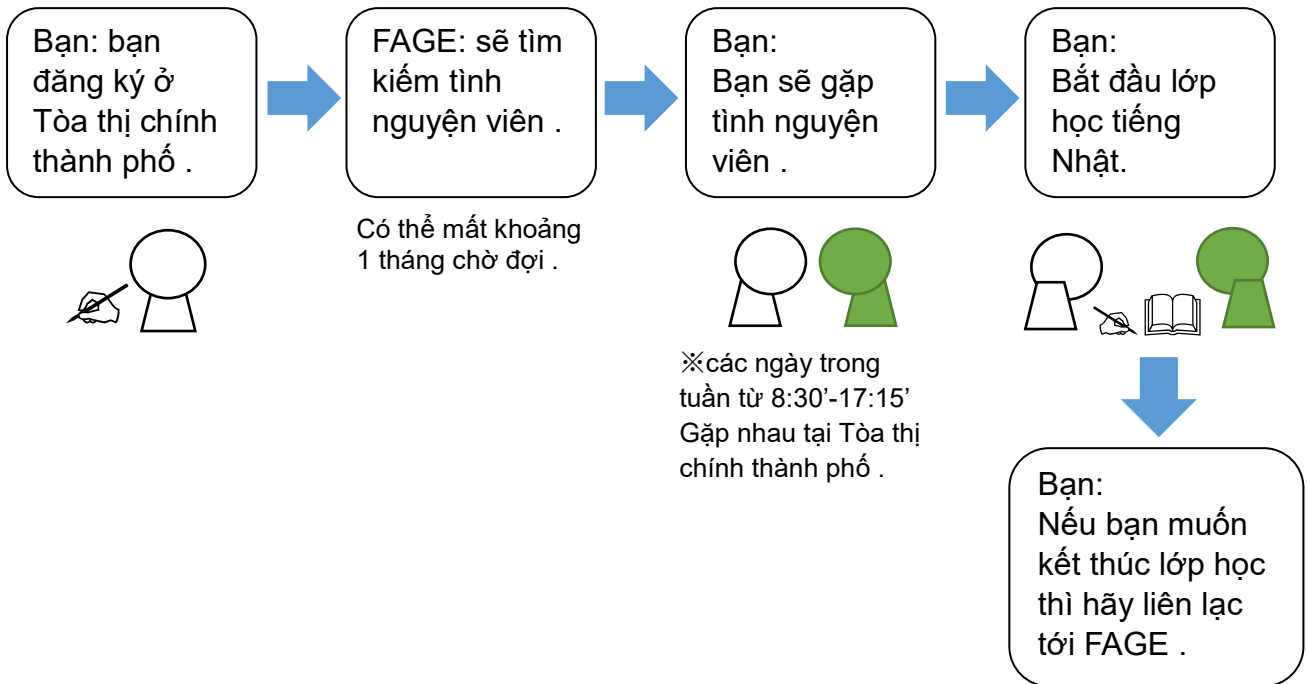 Bạn: bạn
đăng ký ở
Tòa thị chính
thành phố .
FAGE: sẽ tìm
kiếm tình
nguyện viên .
Có thể mất khoảng
1 tháng chờ đợi .
Bạn:
Bạn sẽ gặp
tình nguyện
viên .
※các ngày trong
tuần từ 8:30’-17:15’
Gặp nhau tại Tòa thị
chính thành phố .
Bạn:
Bắt đầu lớp
học tiếng
Nhật.
Bạn:
Nếu bạn muốn
kết thúc lớp học
thì hãy liên lạc
tới FAGE .